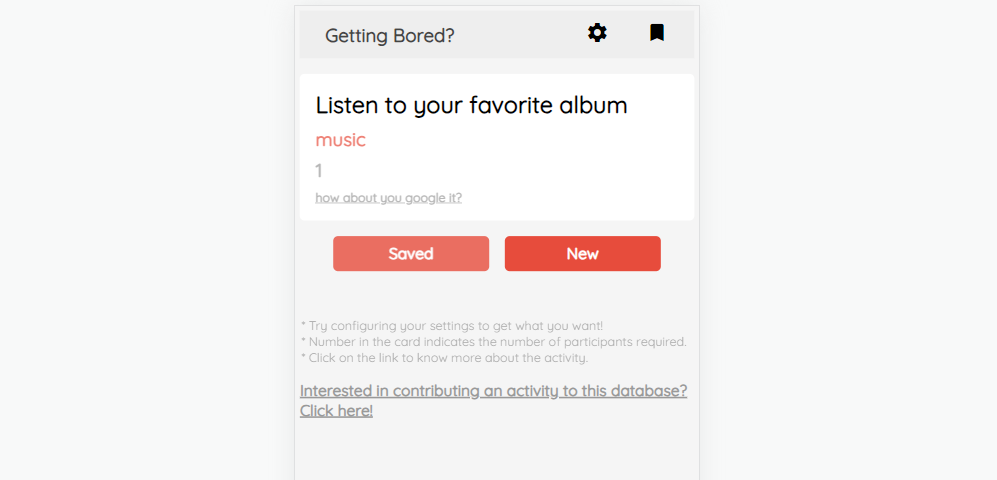 Getting Bored?
Listen to your favorite album
music
1
how about you google it?
Saved
New
* Try configuring your settings to get what you want!
* Number in the card indicates the number of participants required.
* Click on the link to know more about the activity.
Interested in contributing an activity to this database?
Click here!